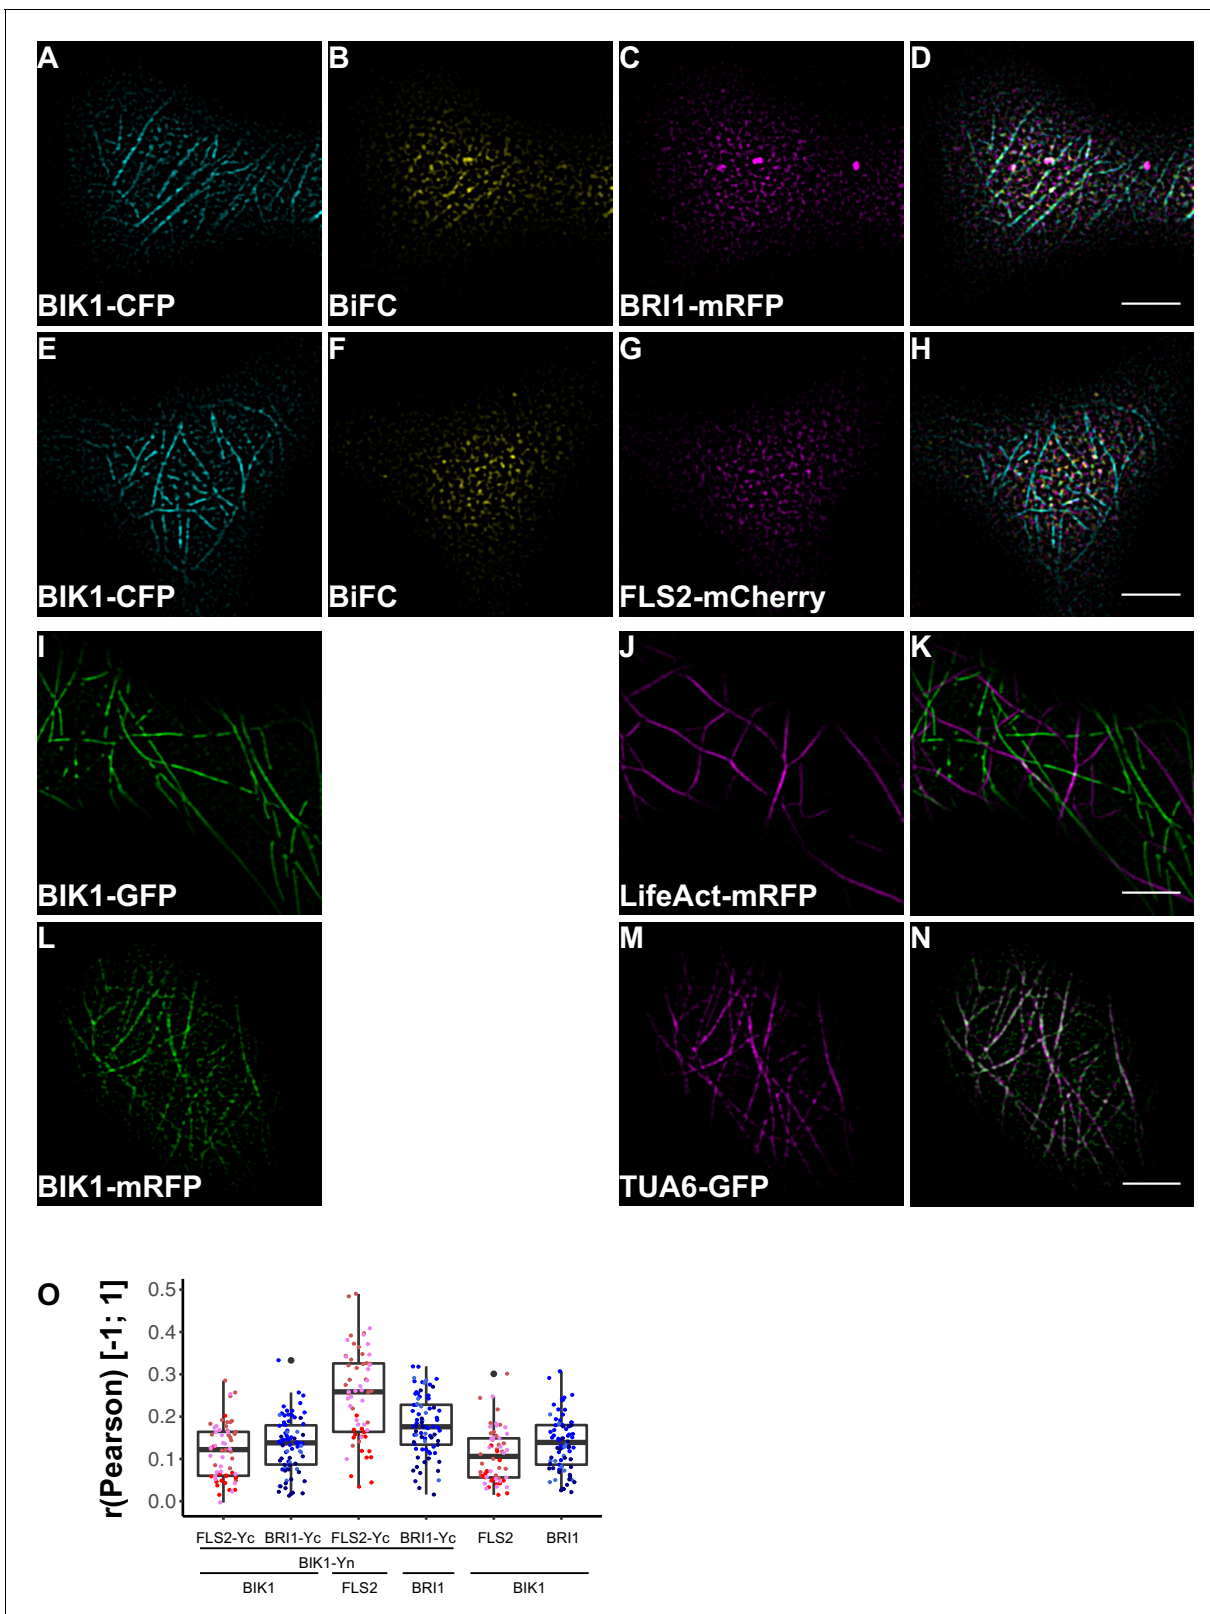 A B C D
BIK1-CFP BiFC BRI1-mRFP
E F G H
BIK1-CFP BiFC FLS2-mCherry
I J K
BIK1-GFP LifeAct-mRFP
L M N
BIK1-mRFP TUA6-GFP
O
r(Pearson) [-1; 1]
0.5
0.4
0.3
0.2
0.1
0.0
FLS2-Yc BRI1-Yc FLS2-Yc BRI1-Yc FLS2 BRI1
BIK1-Yn
BIK1 FLS2 BRI1 BIK1